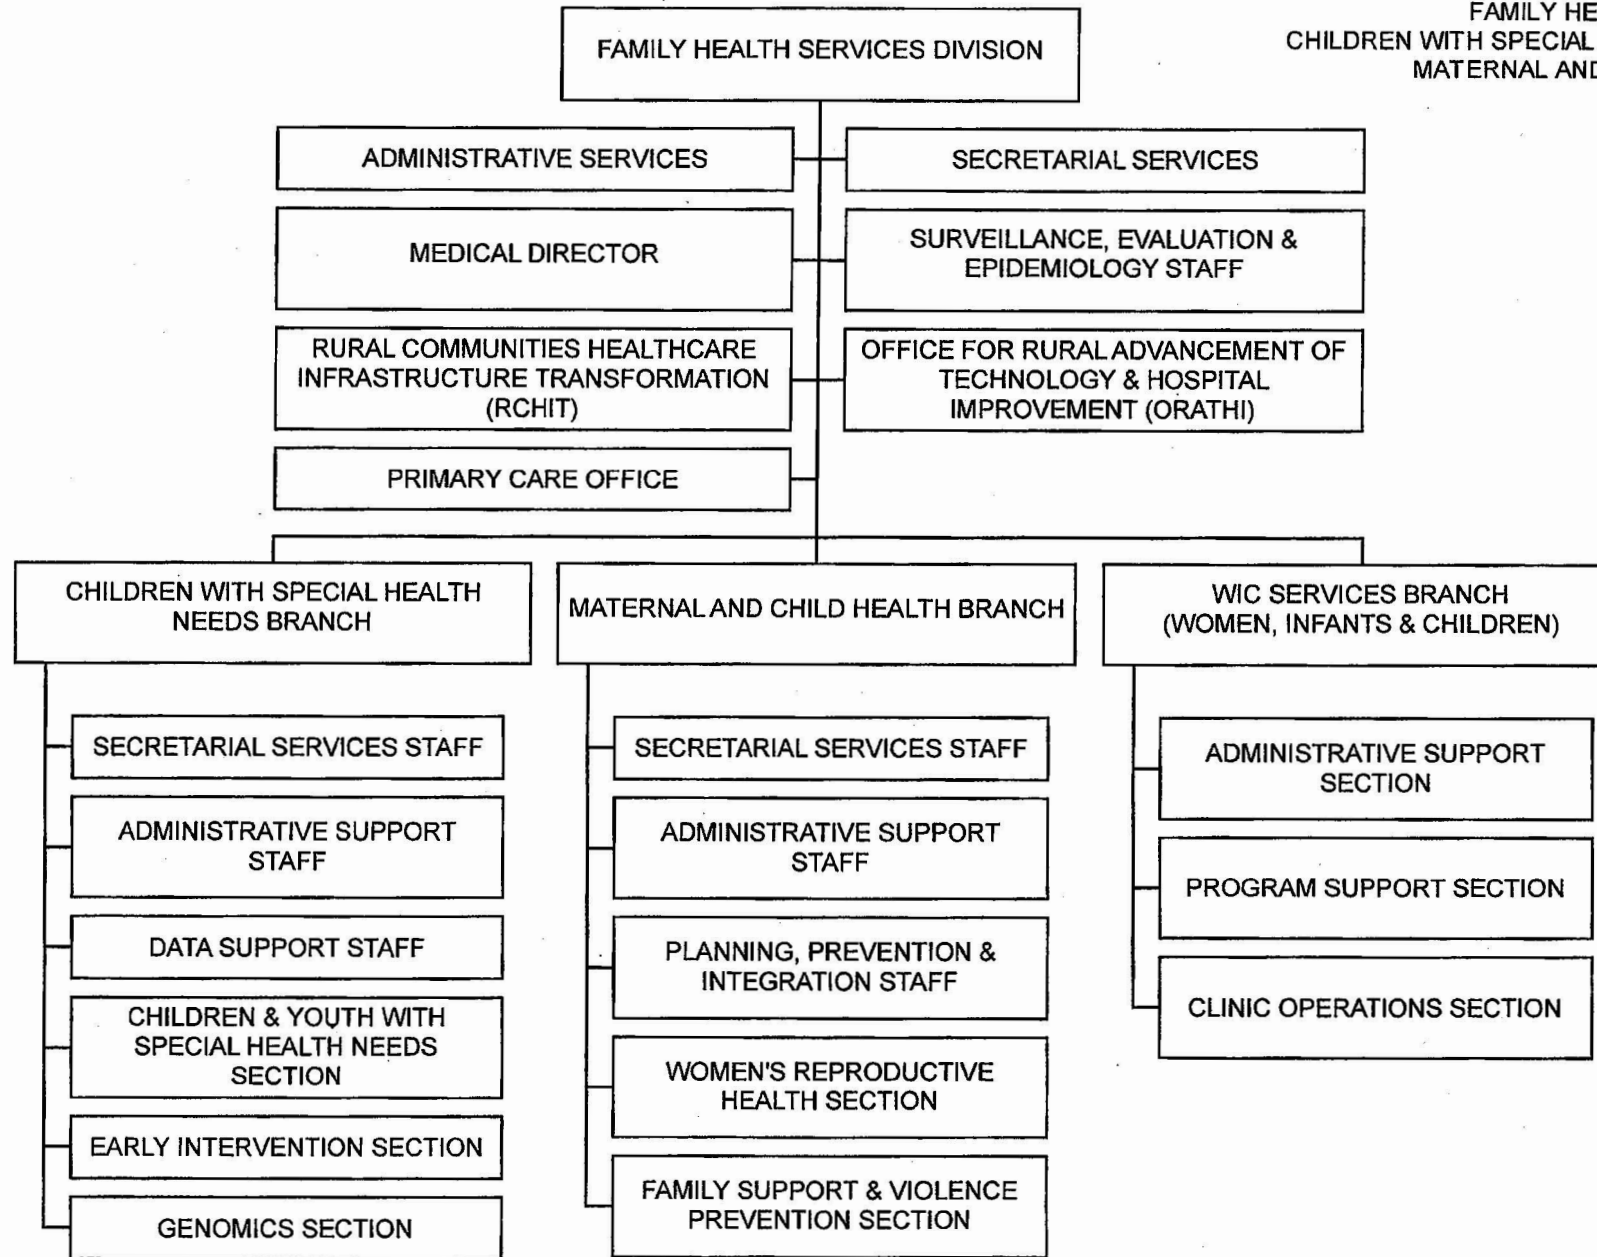 FAMILY HE
CHILDREN WITH SPECIAL
MATERNAL AND
FAMILY HEALTH SERVICES DIVISION
ADMINISTRATIVE SERVICES
SECRETARIAL SERVICES
MEDICAL DIRECTOR
SURVEILLANCE, EVALUATION &
EPIDEMIOLOGY STAFF
RURAL COMMUNITIES HEALTHCARE
INFRASTRUCTURE TRANSFORMATION
(RCHIT)
OFFICE FOR RURAL ADVANCEMENT OF
TECHNOLOGY & HOSPITAL
IMPROVEMENT (ORATHI)
PRIMARY CARE OFFICE
CHILDREN WITH SPECIAL HEALTH
NEEDS BRANCH
SECRETARIAL SERVICES STAFF
ADMINISTRATIVE SUPPORT
STAFF
DATA SUPPORT STAFF
CHILDREN & YOUTH WITH
SPECIAL HEALTH NEEDS
SECTION
EARLY INTERVENTION SECTION
GENOMICS SECTION
MATERNAL AND CHILD HEALTH BRANCH
SECRETARIAL SERVICES STAFF
ADMINISTRATIVE SUPPORT
STAFF
PLANNING, PREVENTION &
INTEGRATION STAFF
WOMEN'S REPRODUCTIVE
HEALTH SECTION
FAMILY SUPPORT & VIOLENCE
PREVENTION SECTION
WIC SERVICES BRANCH
(WOMEN, INFANTS & CHILDREN)
ADMINISTRATIVE SUPPORT
SECTION
PROGRAM SUPPORT SECTION
CLINIC OPERATIONS SECTION